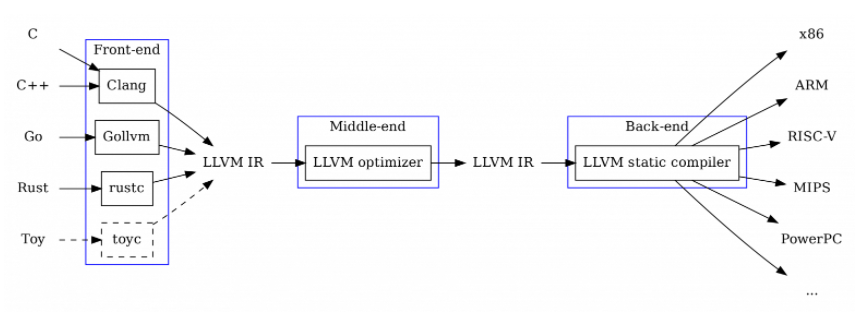 C
C++
Go
Rust
Toy
Front-end
Clang
Gollvm
rustc
toyc
LLVM IR
Middle-end
LLVM optimizer
LLVM IR
Back-end
LLVM static compiler
x86
ARM
RISC-V
MIPS
PowerPC
...